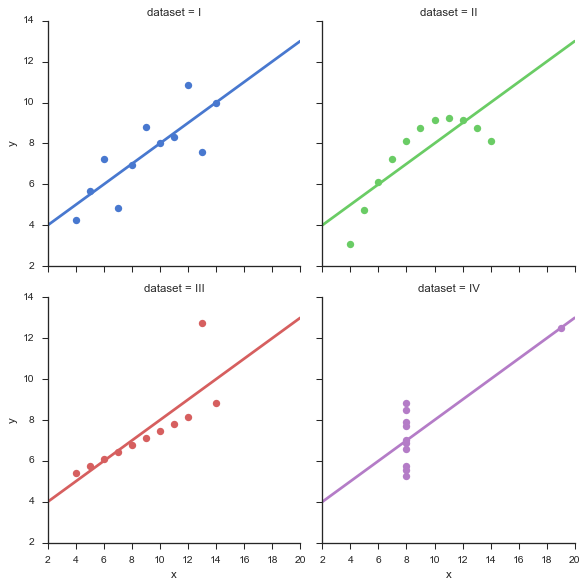 dataset = I
dataset = II
14
12
10
8
6
4
2
y
dataset = III
dataset = IV
14
12
10
8
6
4
2
y
2 4 6 8 10 12 14 16 18 20
2 4 6 8 10 12 14 16 18 20
x
x